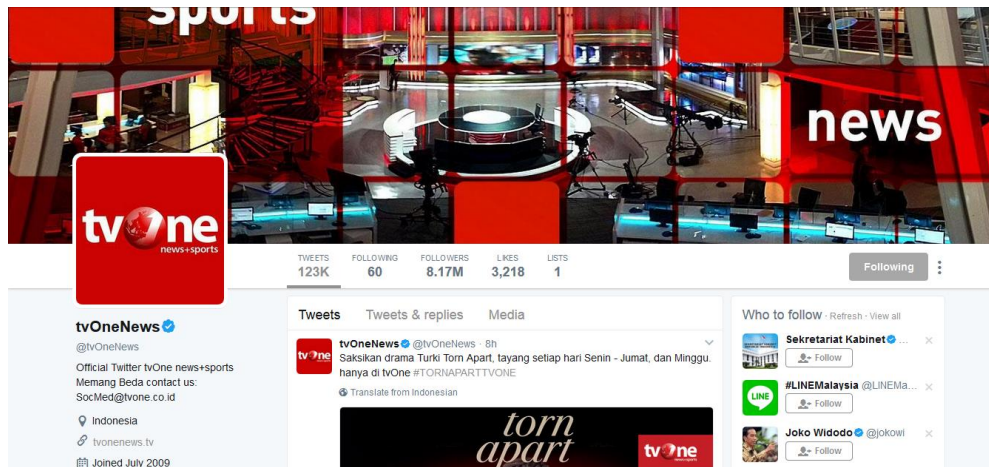 sports
news
tvOne
news+sports
TWEETS
123K
FOLLOWING
60
FOLLOWERS
8.17M
LIKES
3,218
LISTS
1
Following
tvOneNews
@tvOneNews
Official Twitter tvOne news+sports
Memang Beda contact us:
SocMed@tvone.co.id
Indonesia
tvonenews.tv
Joined July 2009
Tweets
Tweets & replies
Media
tvOne
tvOneNews @tvOneNews · 8h
Saksikan drama Turki Torn Apart, tayang setiap hari Senin - Jumat, dan Minggu.
hanya di tvOne #TORNAPARTTVONE
Translate from Indonesian
torn
apart
tvOne
news+sports
Who to follow · Refresh · View all
Sekretariat Kabinet ...
Follow
LINE
#LINEMalaysia @LINEMa...
Follow
Joko Widodo @jokowi
Follow